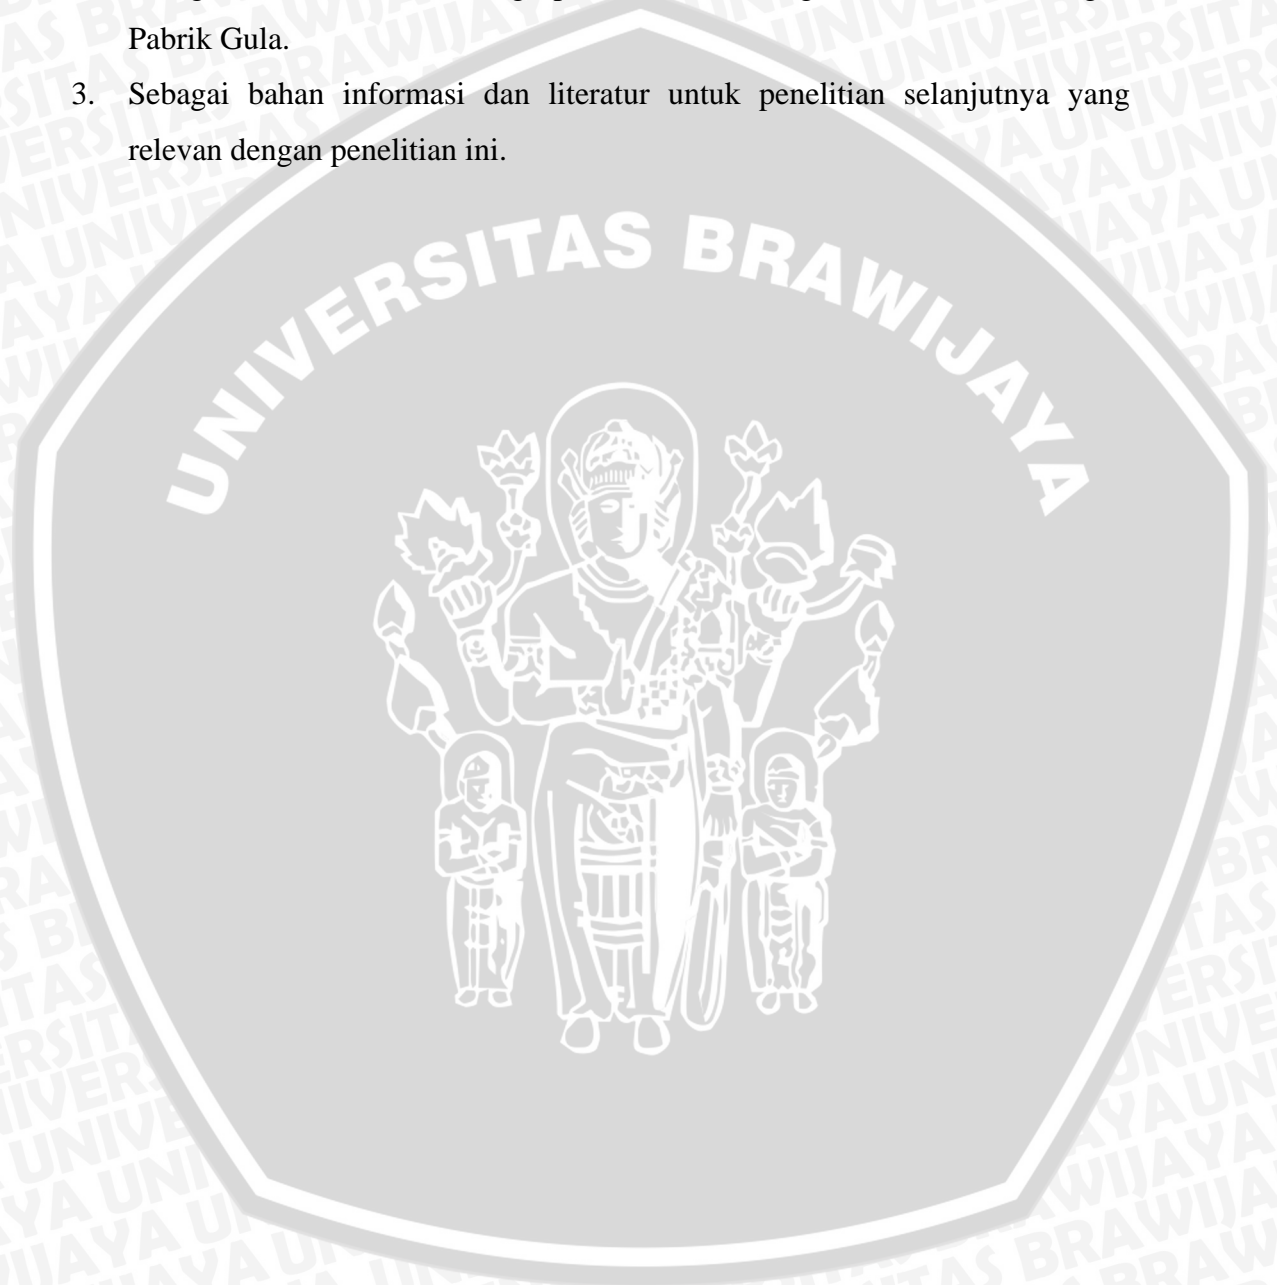 Pabrik Gula.
3. Sebagai bahan informasi dan literatur untuk penelitian selanjutnya yang
relevan dengan penelitian ini.
UNIVERSITAS BRAWIJAYA